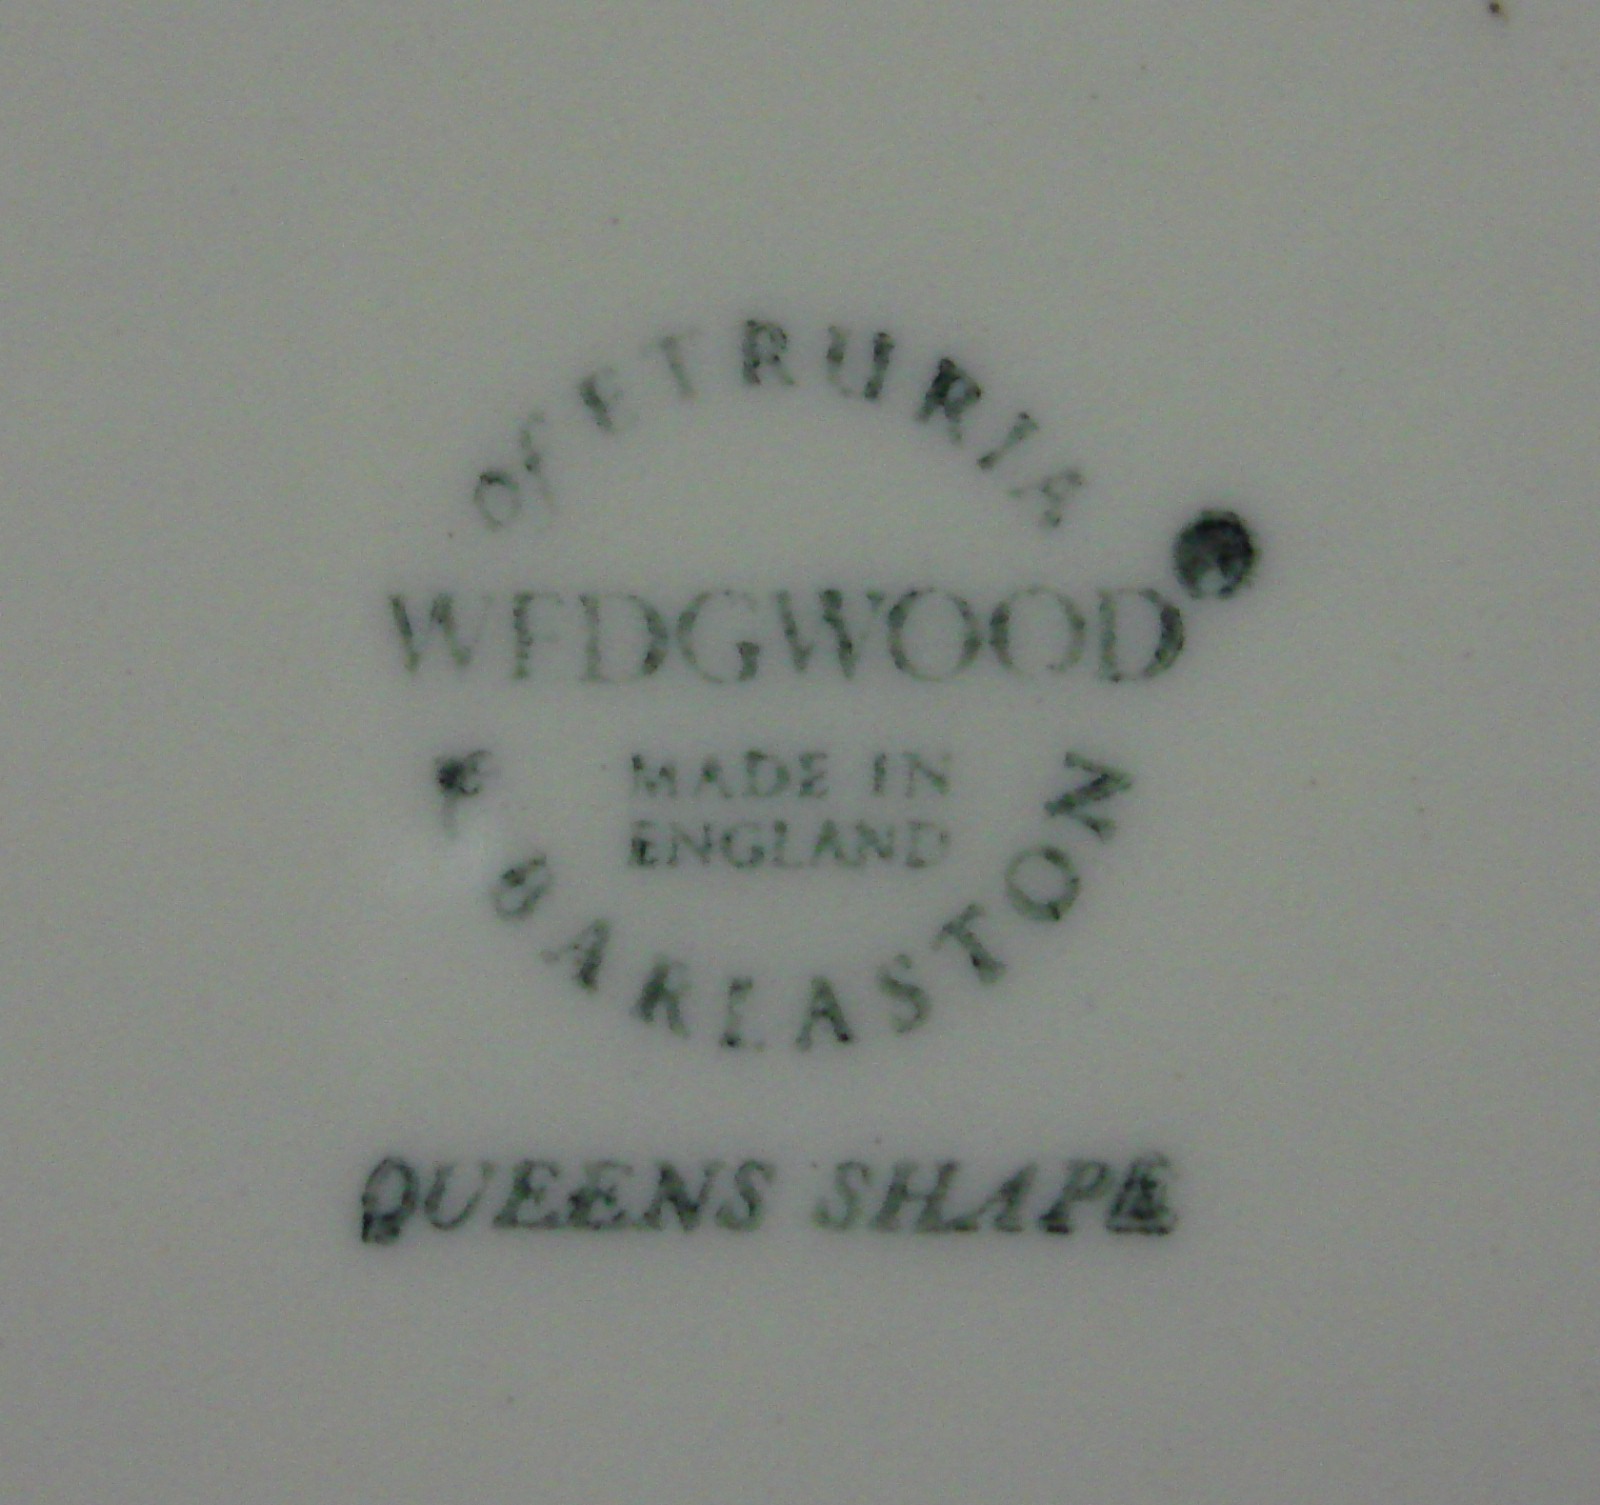 of ETRURIA
WEDGWOOD
MADE IN
ENGLAND
& BARLASTON
QUEENS SHAPE